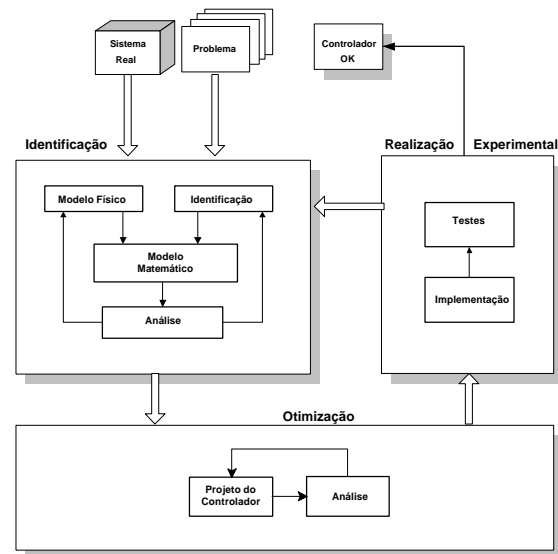 Sistema
Real
Problema
Controlador
OK
Identificação
Realização Experimental
Modelo Físico
Identificação
Modelo
Matemático
Análise
Testes
Implementação
Otimização
Projeto do
Controlador
Análise